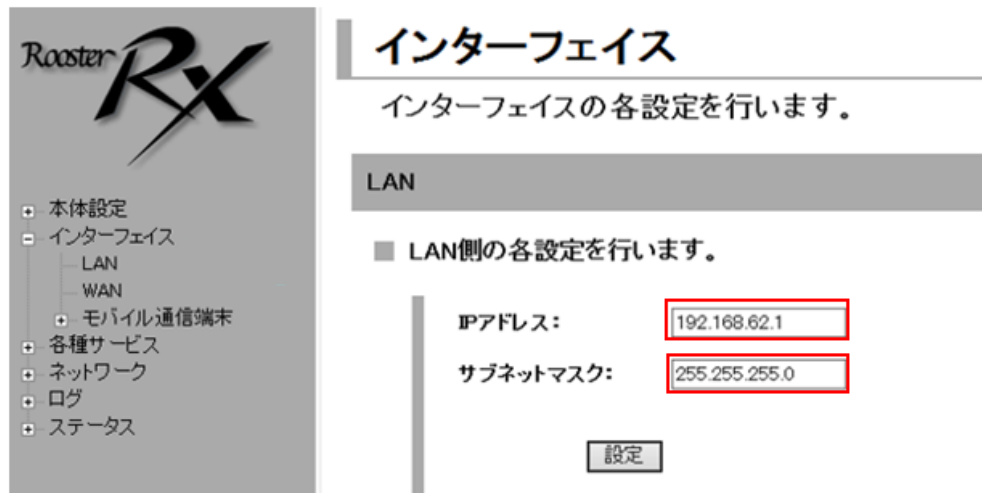 Rooster RX
本体設定
インターフェイス
LAN
WAN
モバイル通信端末
各種サービス
ネットワーク
ログ
ステータス
インターフェイス
インターフェイスの各設定を行います。
LAN
LAN側の各設定を行います。
IPアドレス: 192.168.62.1
サブネットマスク: 255.255.255.0
設定